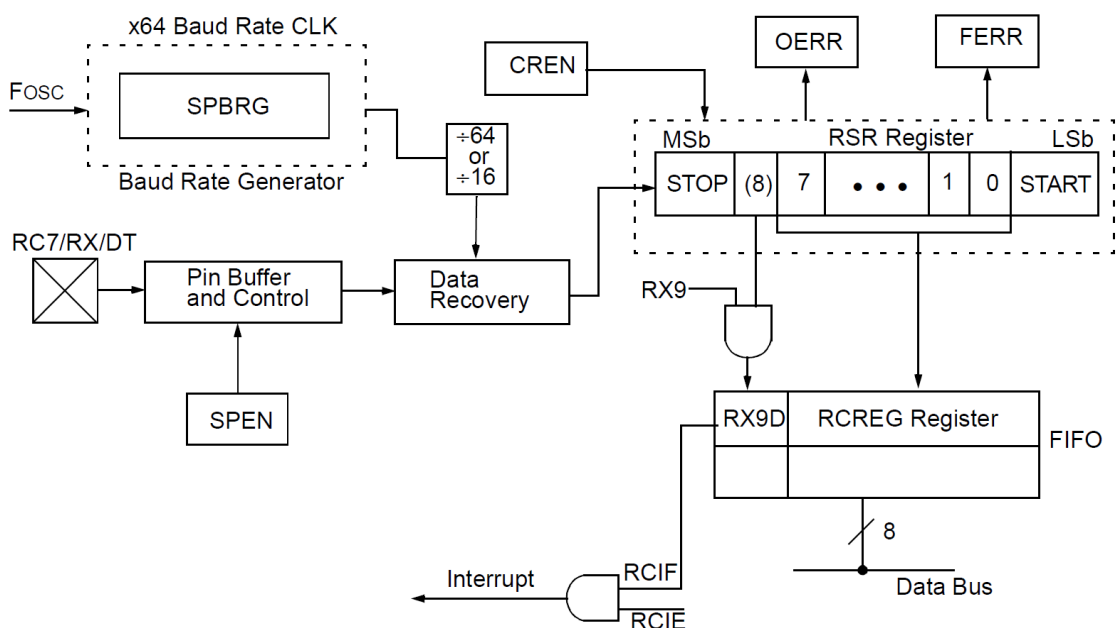 x64 Baud Rate CLK
FOSC
SPBRG
Baud Rate Generator
÷64
or
÷16
CREN
OERR
FERR
MSb
RSR Register
LSb
STOP
(8)
7
• • •
1
0
START
RC7/RX/DT
Pin Buffer
and Control
Data
Recovery
SPEN
RX9
RX9D
RCREG Register
FIFO
8
Data Bus
Interrupt
RCIF
RCIE